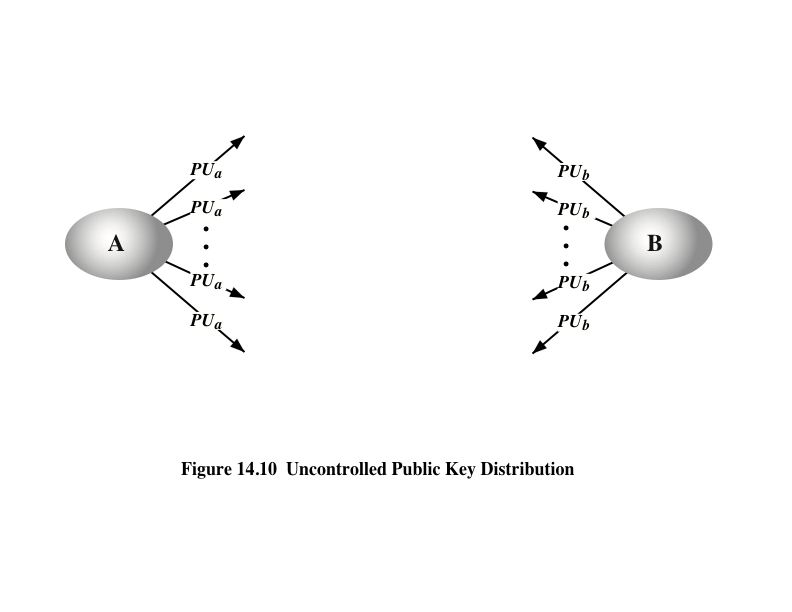 PUa
PUb
PUa
PUb
A
B
PUa
PUb
PUa
PUb
Figure 14.10 Uncontrolled Public Key Distribution